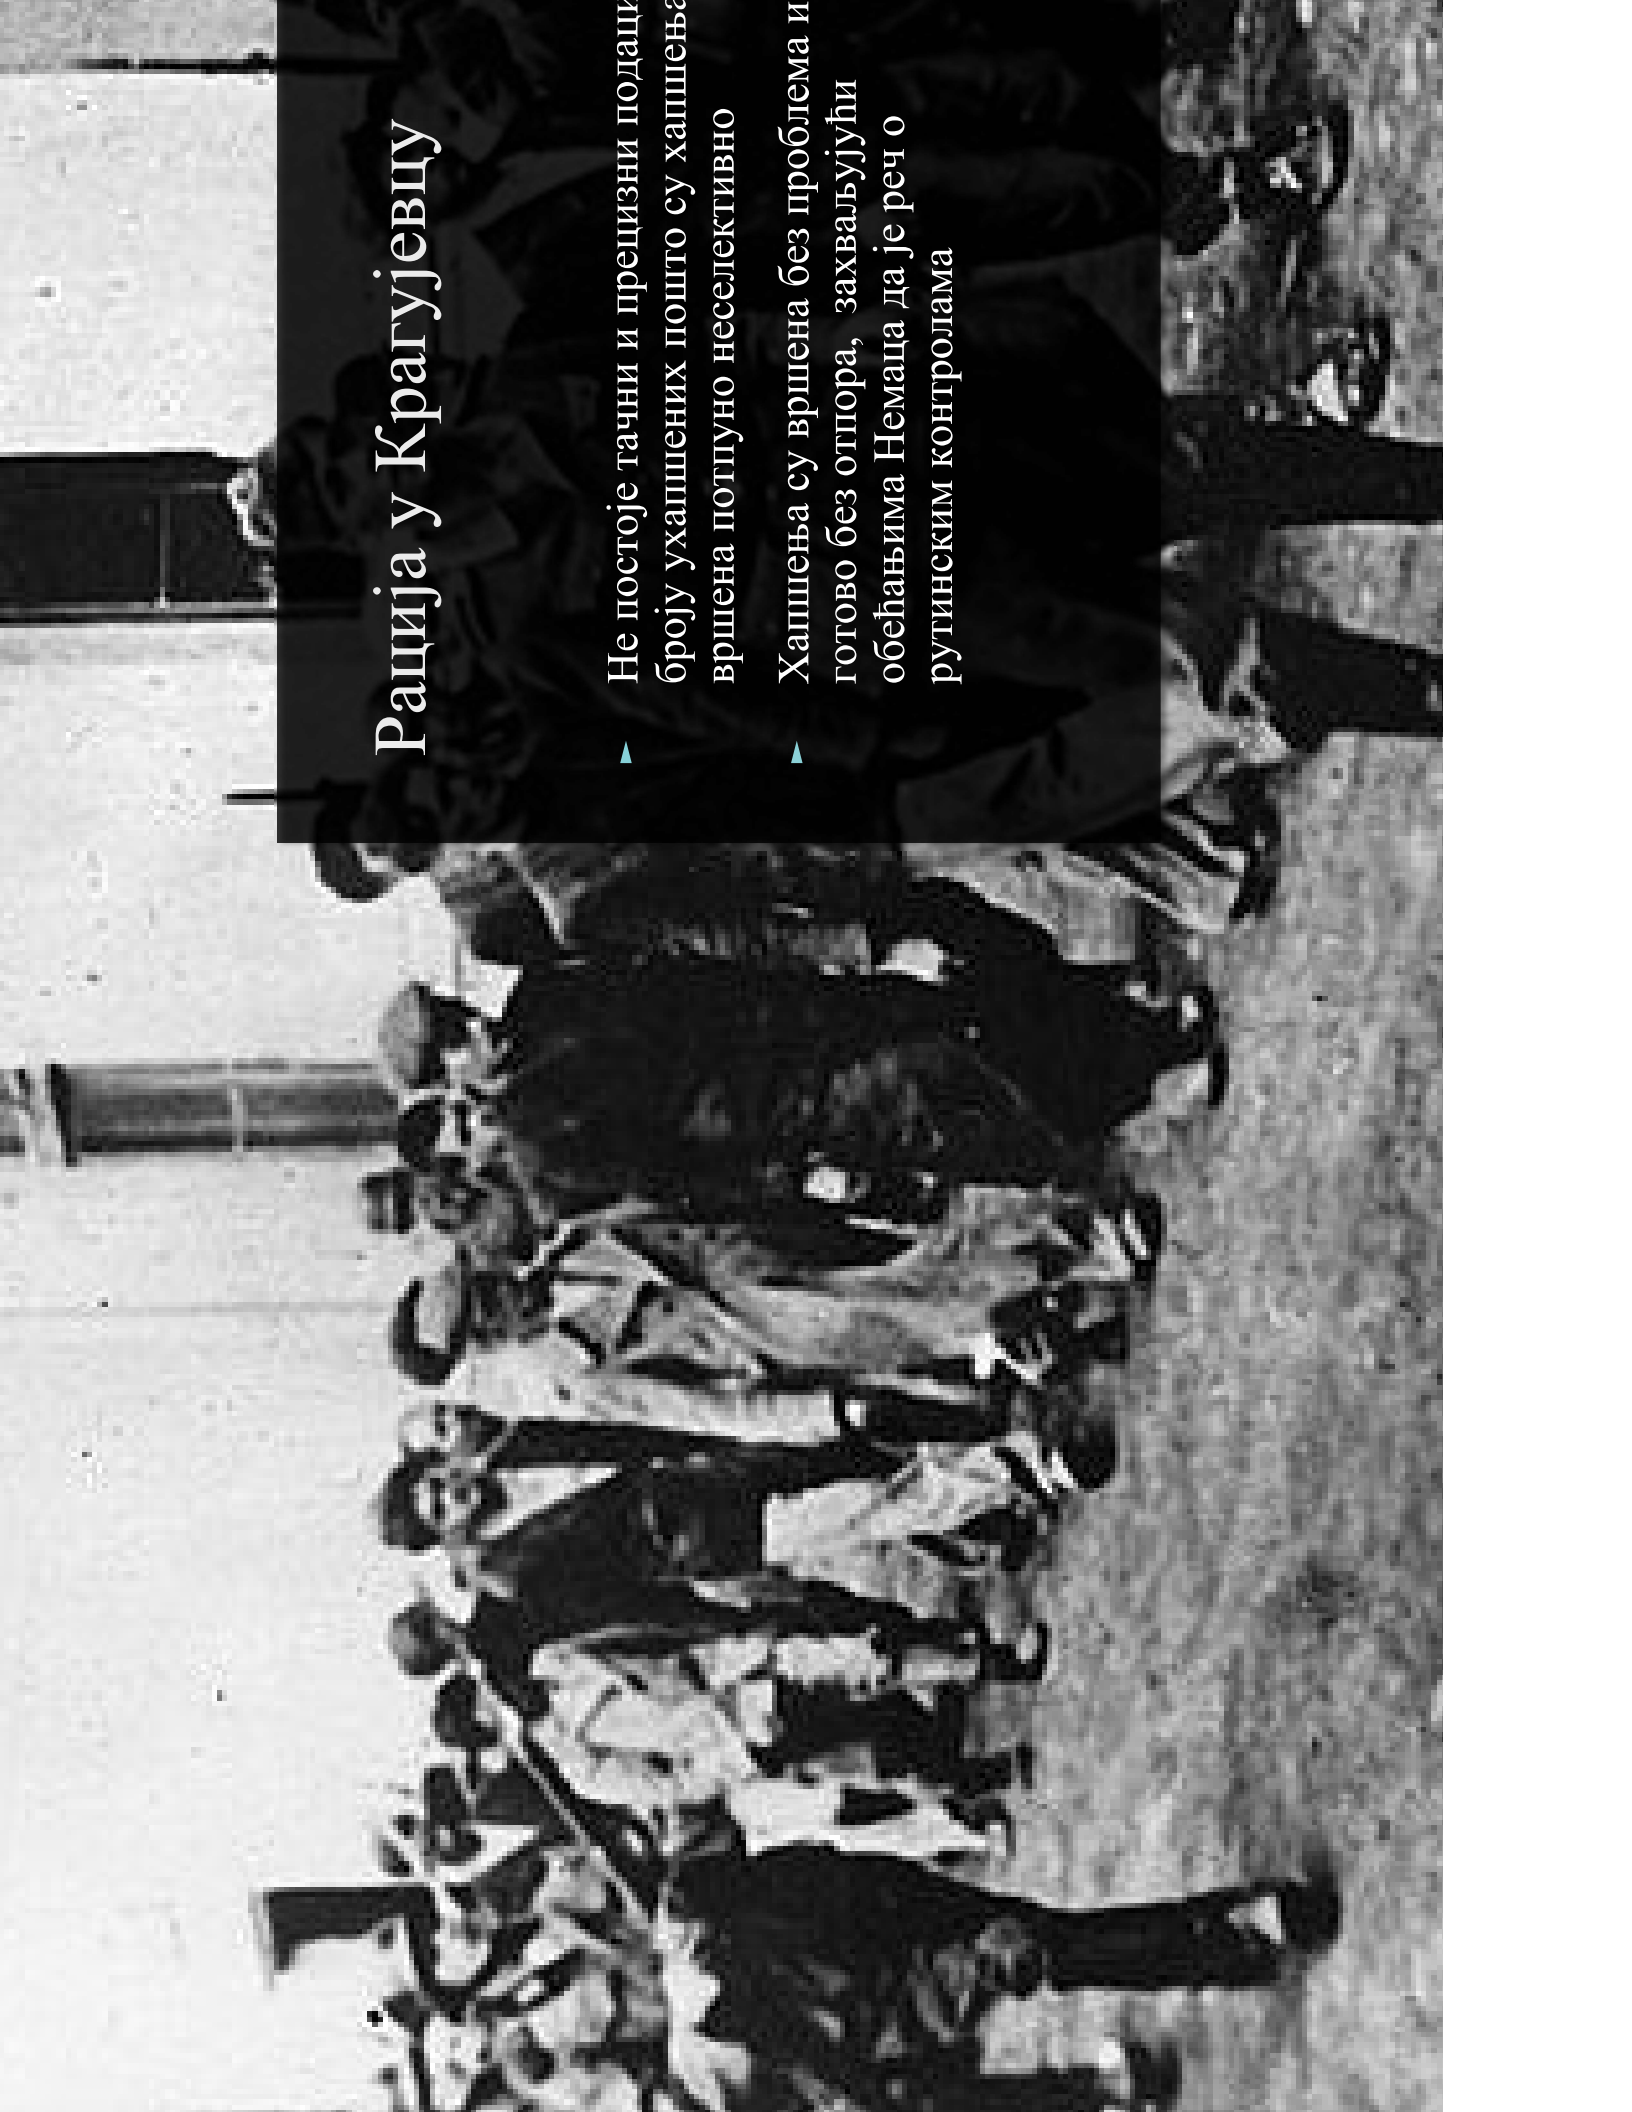 Рација у Крагујевцу
Не постоје тачни и прецизни подаци
броју ухапшених пошто су хапшења
вршена потпуно неселективно
Хапшења су вршена без проблема и
готово без отпора, захваљујући
обећањима Немаца да је реч о
рутинским контролама